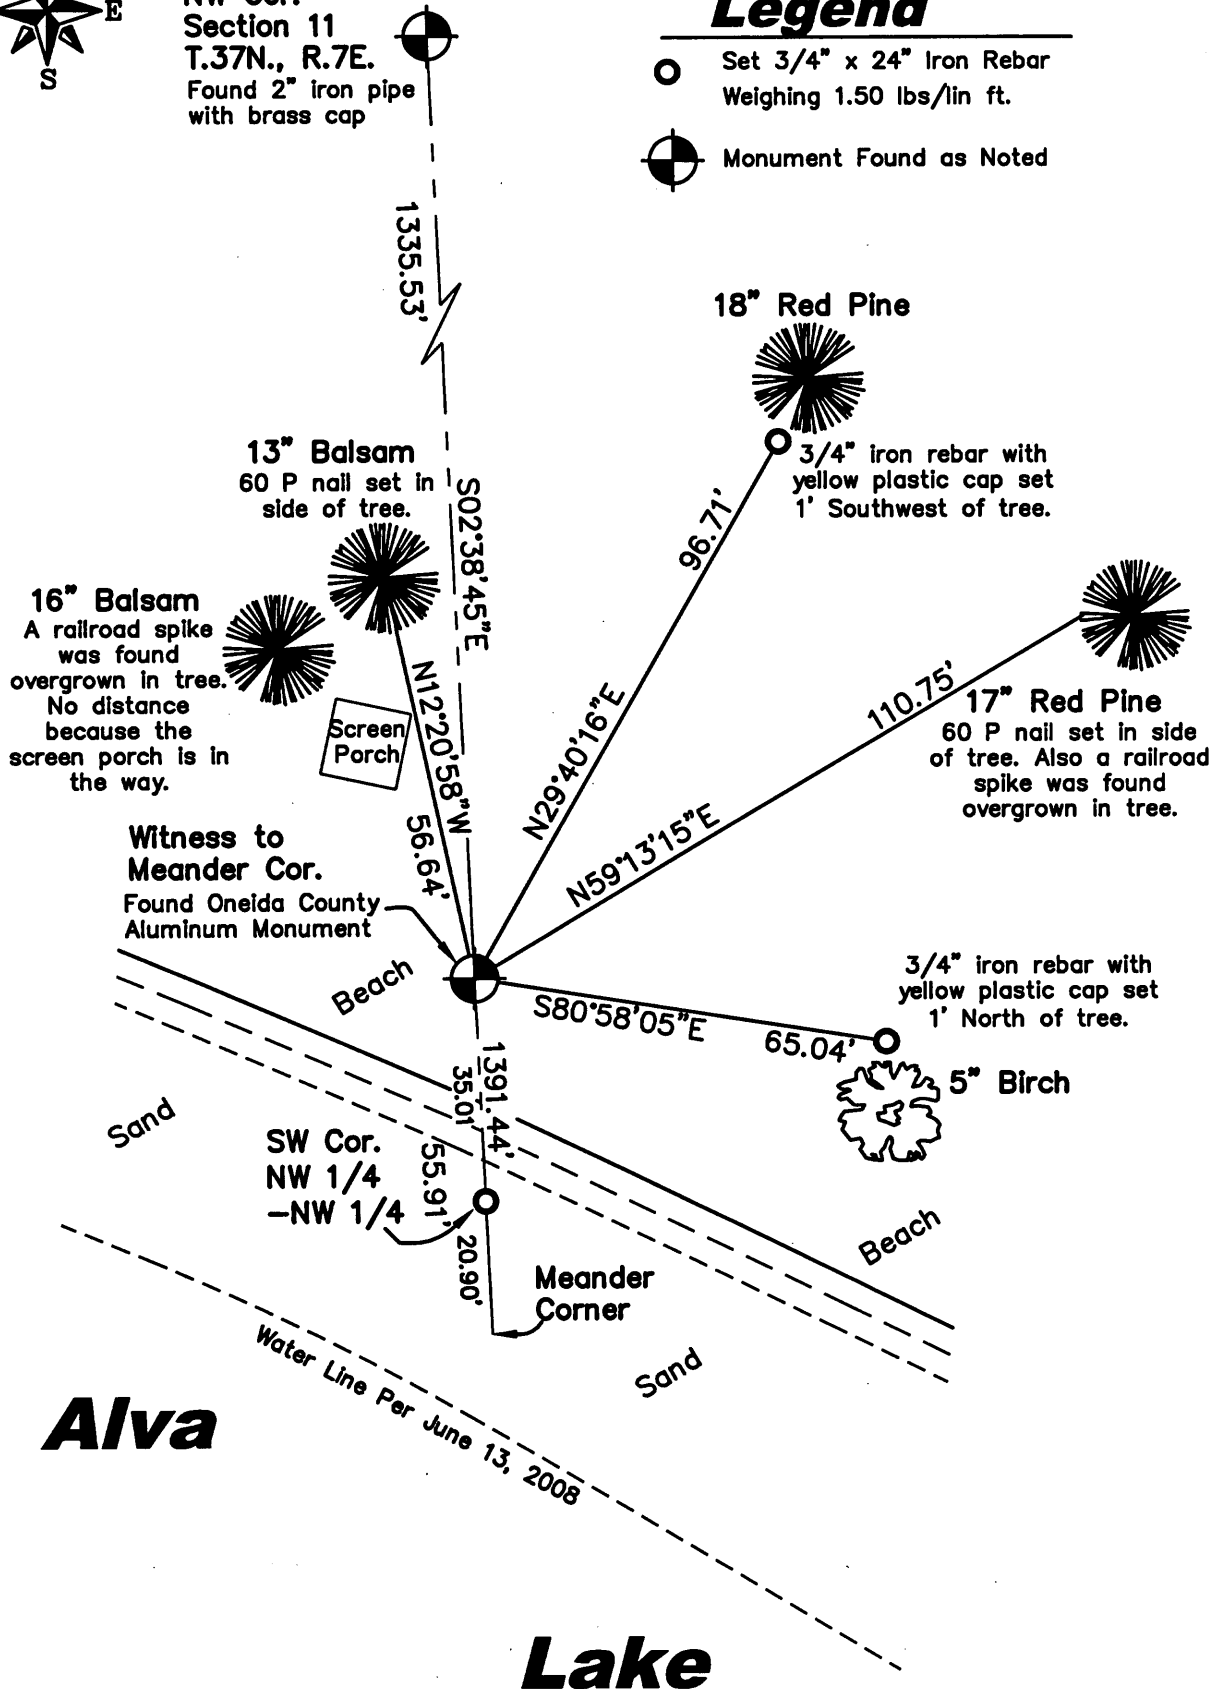 E
S
NW Cor.
Section 11
T.37N., R.7E.
Found 2" iron pipe
with brass cap
Legend
Set 3/4" x 24" Iron Rebar
Weighing 1.50 lbs/lin ft.
Monument Found as Noted
1335.53'
S02°38'45"E
18" Red Pine
3/4" iron rebar with
yellow plastic cap set
1' Southwest of tree.
96.71'
N29°40'16"E
13" Balsam
60 P nail set in
side of tree.
16" Balsam
A railroad spike
was found
overgrown in tree.
No distance
because the
screen porch is in
the way.
Screen
Porch
N12°20'58"W
56.64'
110.75'
N59°13'15"E
17" Red Pine
60 P nail set in side
of tree. Also a railroad
spike was found
overgrown in tree.
Witness to
Meander Cor.
Found Oneida County
Aluminum Monument
Beach
S80°58'05"E
65.04'
3/4" iron rebar with
yellow plastic cap set
1' North of tree.
5" Birch
1391.44'
35.01'
55.91'
20.90'
Sand
SW Cor.
NW 1/4
-NW 1/4
Meander
Corner
Beach
Sand
Water Line Per June 13, 2008
Alva
Lake